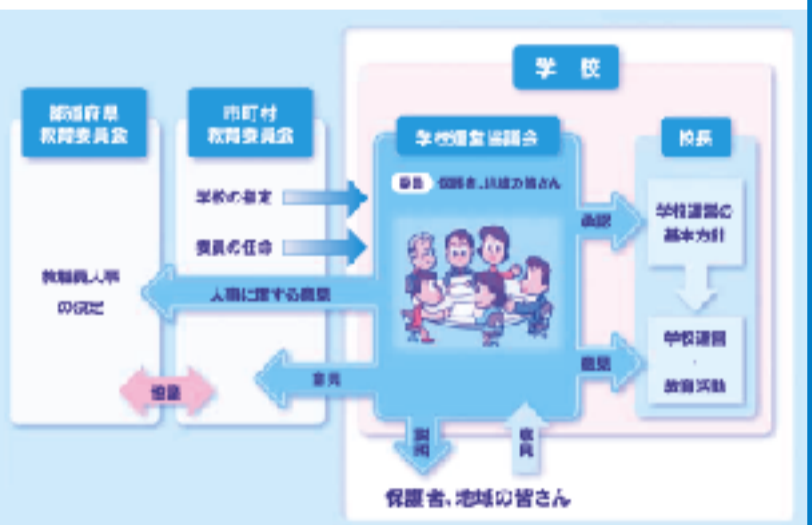 学 校
都道府県
教育委員会
市町村
教育委員会
学校運営協議会
校長
委員 保護者、地域の皆さん
学校の指定
委員の任命
承認
学校運営の
基本方針
教職員人事
の決定
人事に関する意見
意見
意見
学校運営
・
教育活動
協議
説明
意見
保護者、地域の皆さん